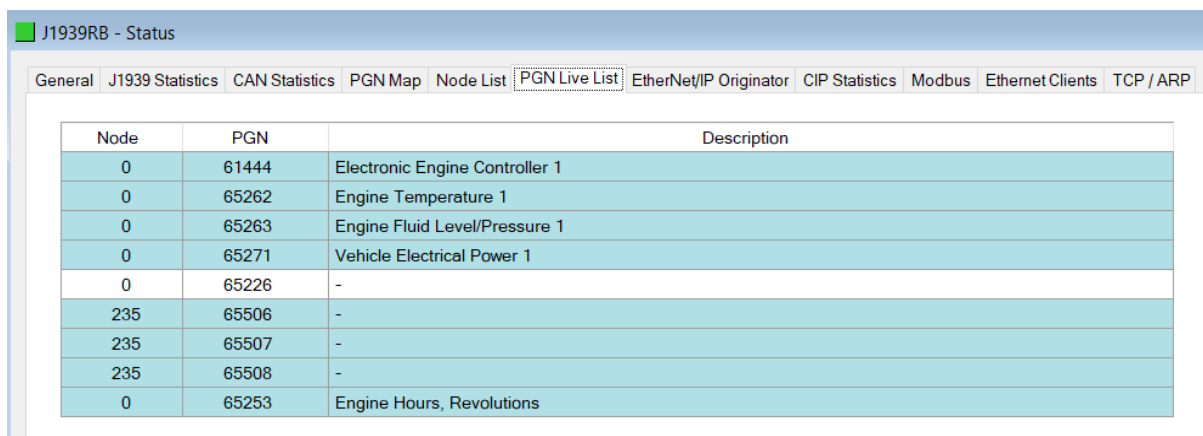 J1939RB - Status
General J1939 Statistics CAN Statistics PGN Map Node List PGN Live List EtherNet/IP Originator CIP Statistics Modbus Ethernet Clients TCP / ARP
Node PGN Description
0 61444 Electronic Engine Controller 1
0 65262 Engine Temperature 1
0 65263 Engine Fluid Level/Pressure 1
0 65271 Vehicle Electrical Power 1
0 65226 -
235 65506 -
235 65507 -
235 65508 -
0 65253 Engine Hours, Revolutions